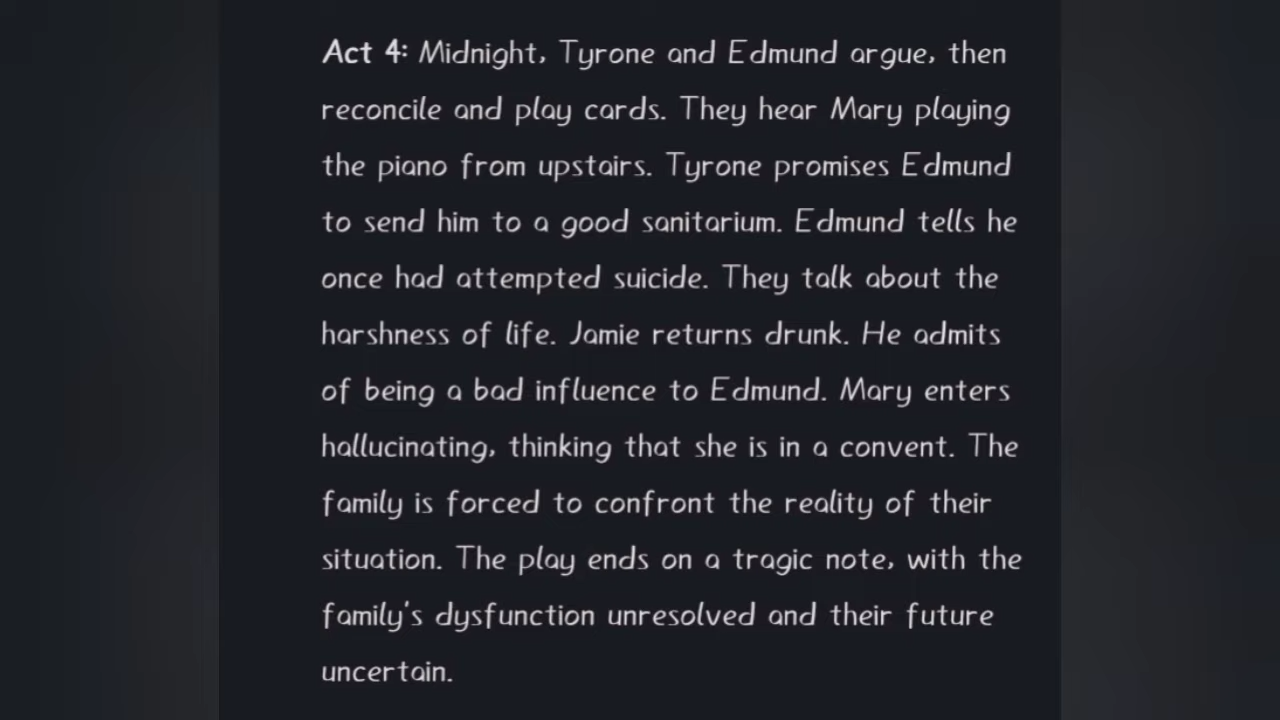 Act 4: Midnight, Tyrone and Edmund argue, then
reconcile and play cards. They hear Mary playing
the piano from upstairs. Tyrone promises Edmund
to send him to a good sanitarium. Edmund tells he
once had attempted suicide. They talk about the
harshness of life. Jamie returns drunk. He admits
of being a bad influence to Edmund. Mary enters
hallucinating, thinking that she is in a convent. The
family is forced to confront the reality of their
situation. The play ends on a tragic note, with the
family's dysfunction unresolved and their future
uncertain.